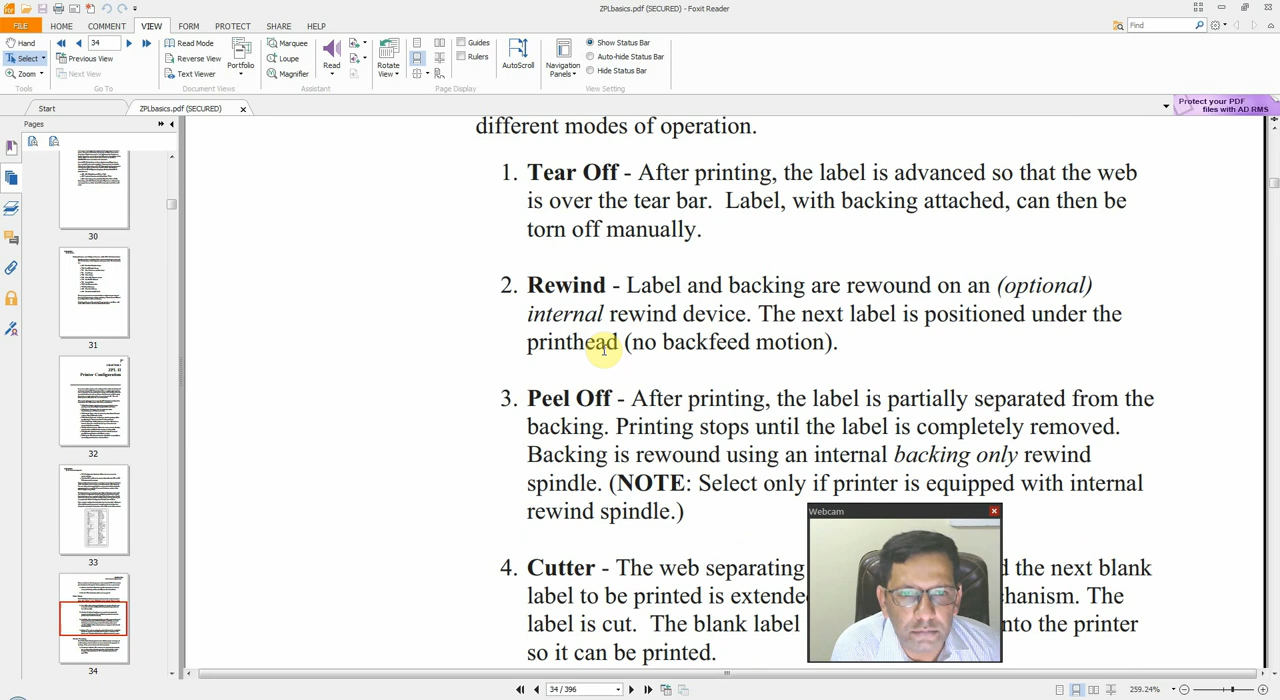 ZPLbasics.pdf (SECURED) - Foxit Reader
FILE HOME COMMENT VIEW FORM PROTECT SHARE HELP
Find
Hand
Select
Zoom
Tools
34
Previous View
Next View
Go To
Read Mode
Reverse View
Text Viewer
Document Views
Portfolio
Marquee
Loupe
Magnifier
Read
Assistant
Rotate
View
Guides
Rulers
Page Display
AutoScroll
Navigation
Panels
Show Status Bar
Auto-hide Status Bar
Hide Status Bar
View Setting
Start
ZPLbasics.pdf (SECURED)
Protect your PDF
files with AD RMS
Pages
30
31
32
33
34
different modes of operation.
1. Tear Off - After printing, the label is advanced so that the web
is over the tear bar. Label, with backing attached, can then be
torn off manually.
2. Rewind - Label and backing are rewound on an (optional)
internal rewind device. The next label is positioned under the
printhead (no backfeed motion).
3. Peel Off - After printing, the label is partially separated from the
backing. Printing stops until the label is completely removed.
Backing is rewound using an internal backing only rewind
spindle. (NOTE: Select only if printer is equipped with internal
rewind spindle.)
4. Cutter - The web separating the next blank
label to be printed is The
label is cut. The blank label to the printer
so it can be printed.
Webcam
34 / 396
259.24%